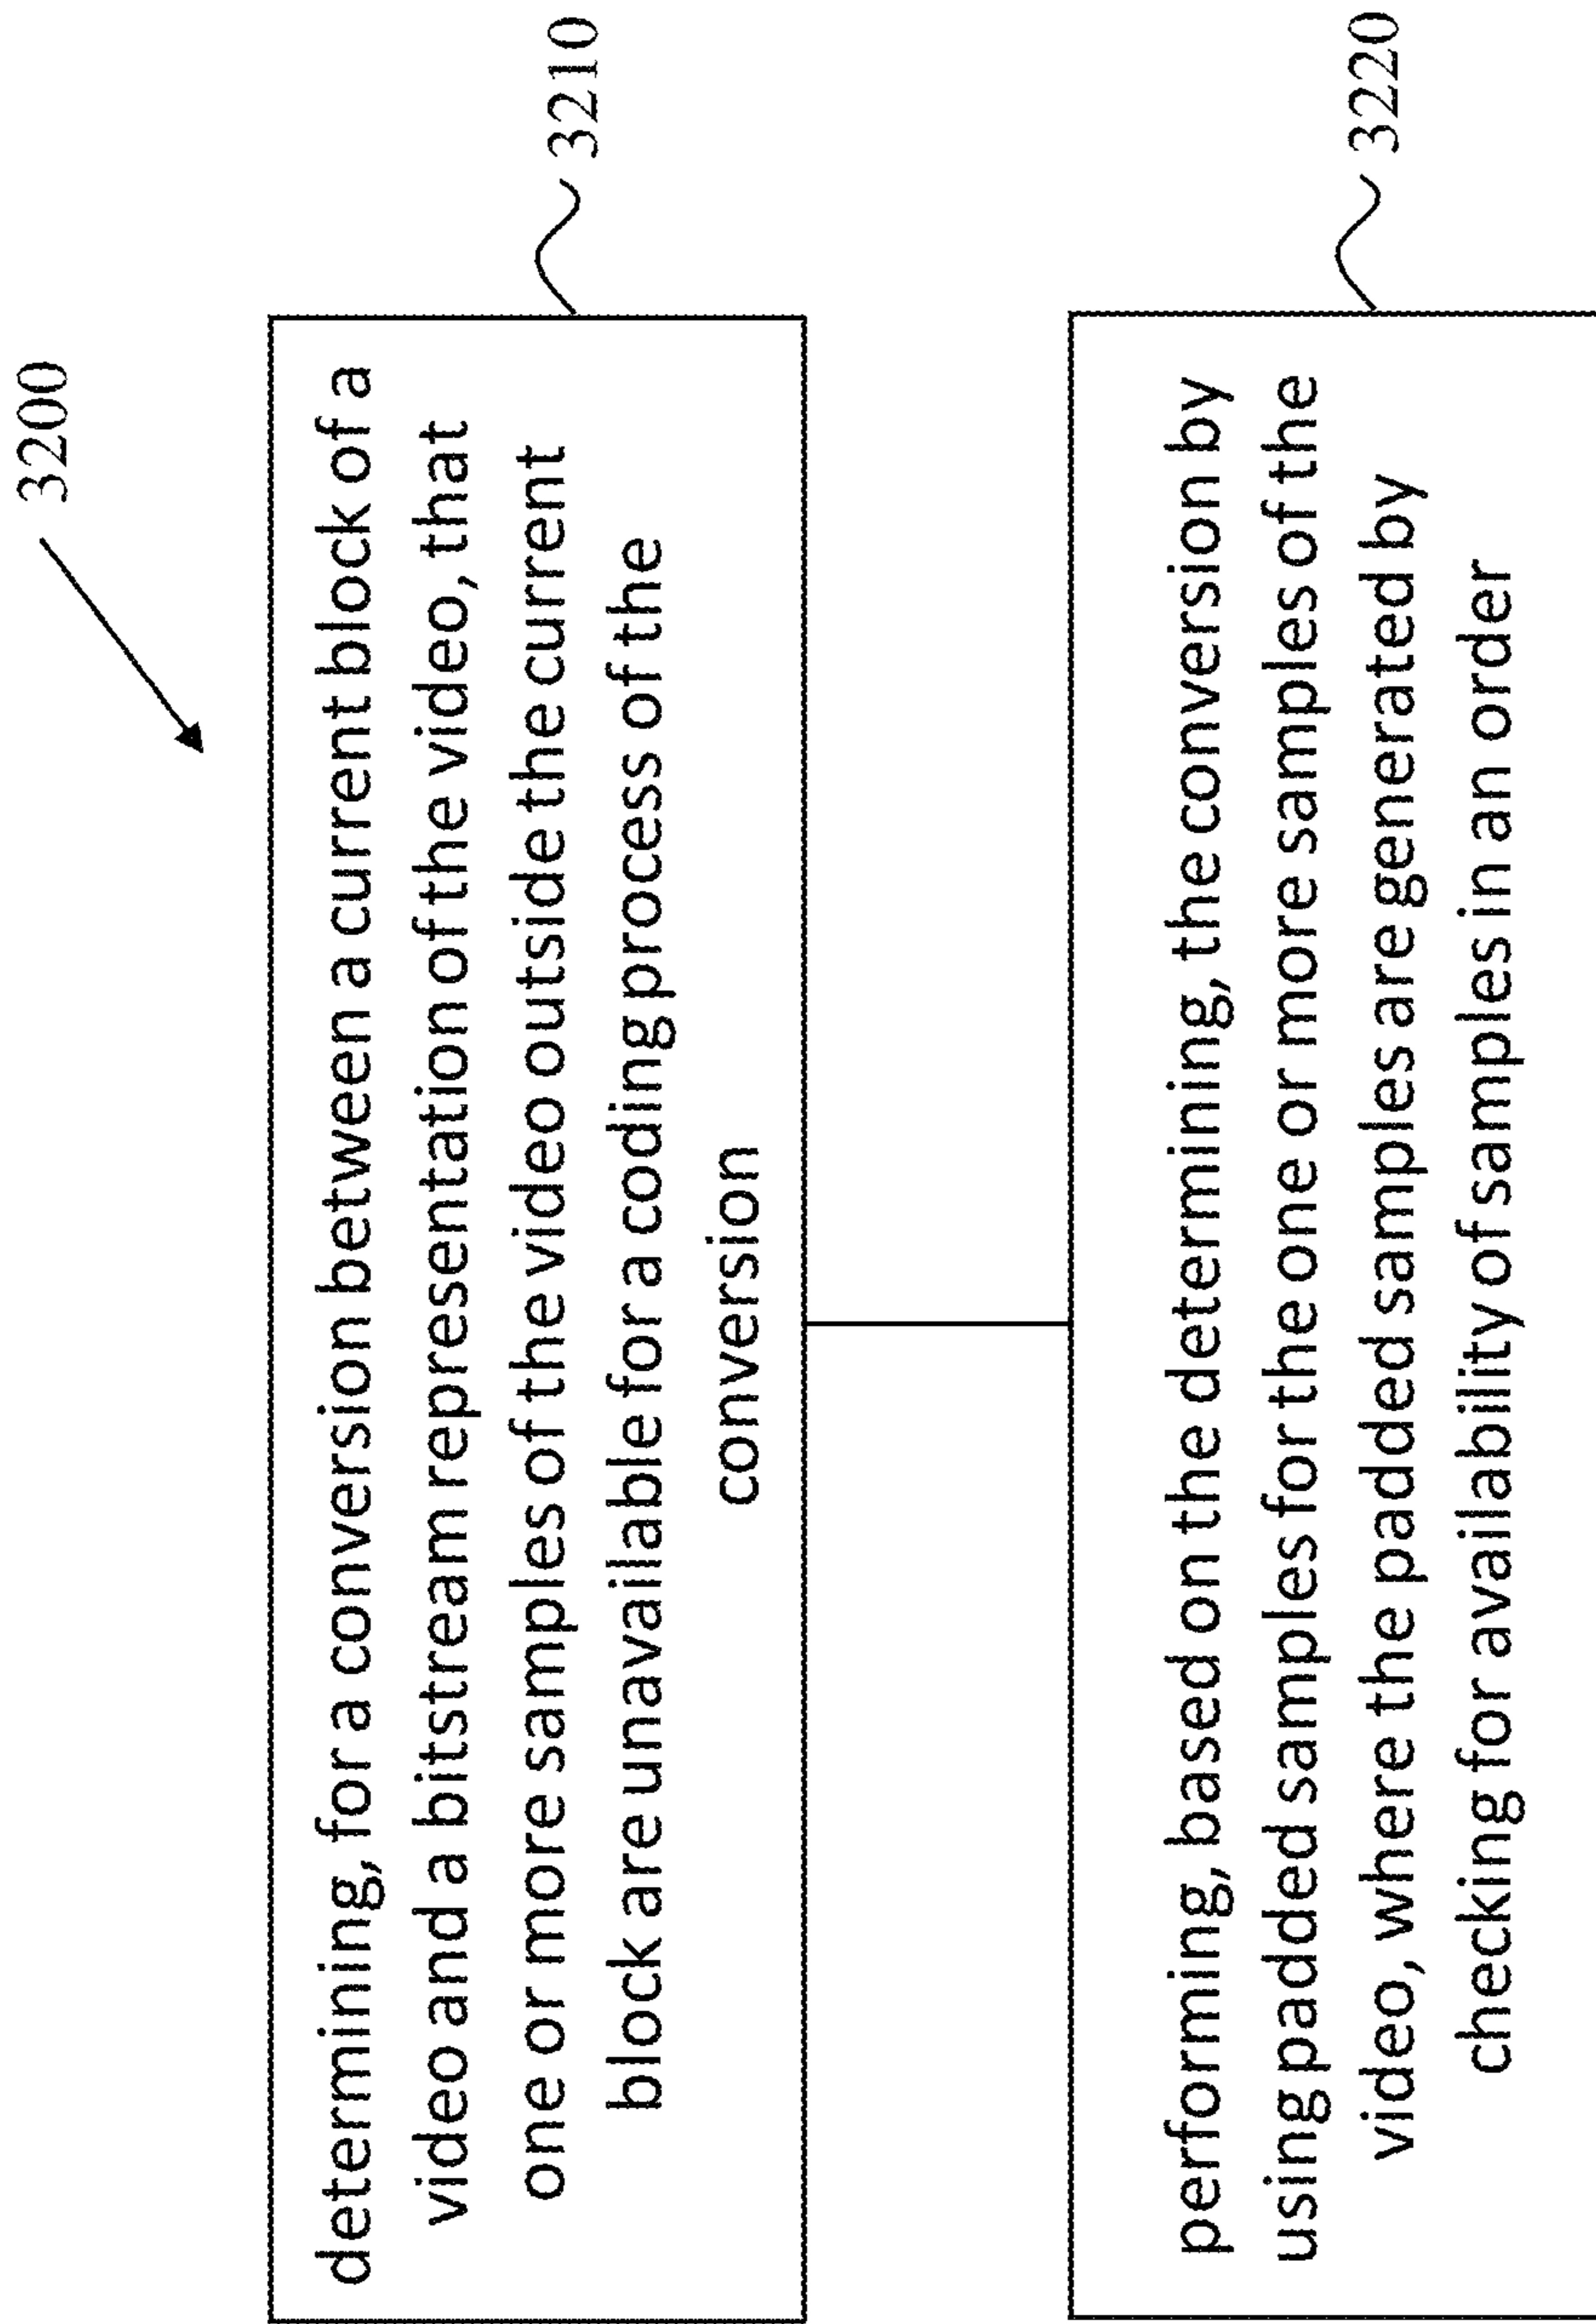 3200
determining, for a conversion between a current block of a
video and a bitstream representation of the video, that
one or more samples of the video outside the current
block are unavailable for a coding process of the
conversion
3210
performing, based on the determining, the conversion by
using padded samples for the one or more samples of the
video, where the padded samples are generated by
checking for availability of samples in an order
3220